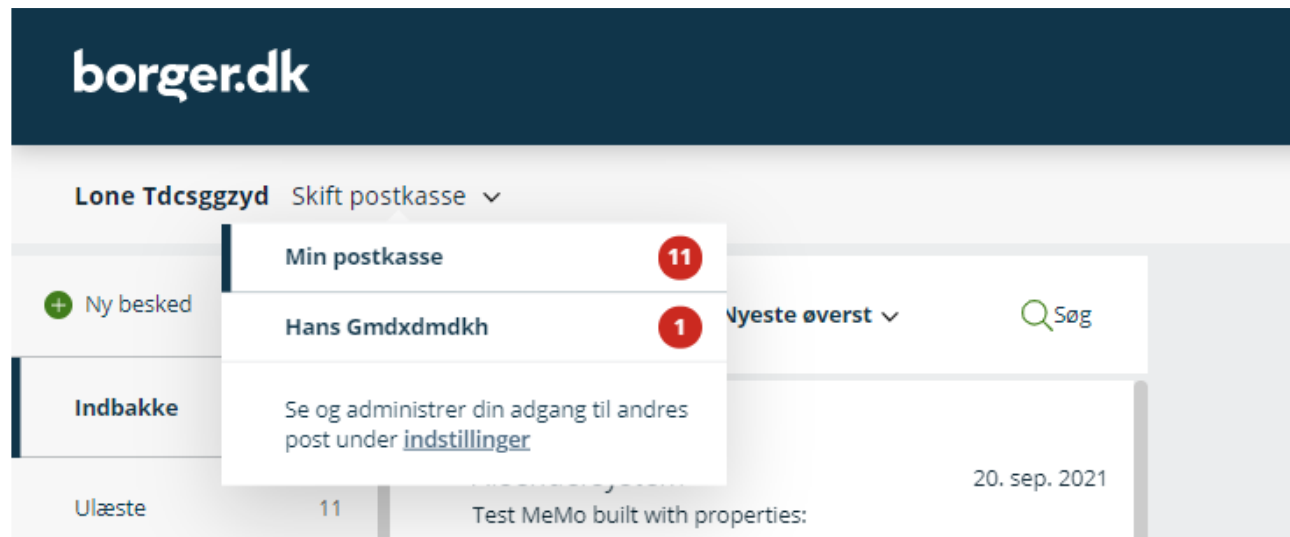 borger.dk
Lone Tdcsggzyd Skift postkasse
Min postkasse 11
Ny besked
Hans Gmdxdmdkh 1
Nyeste øverst
Søg
Indbakke
Se og administrer din adgang til andres
post under indstillinger
20. sep. 2021
Ulæste 11
Test MeMo built with properties: